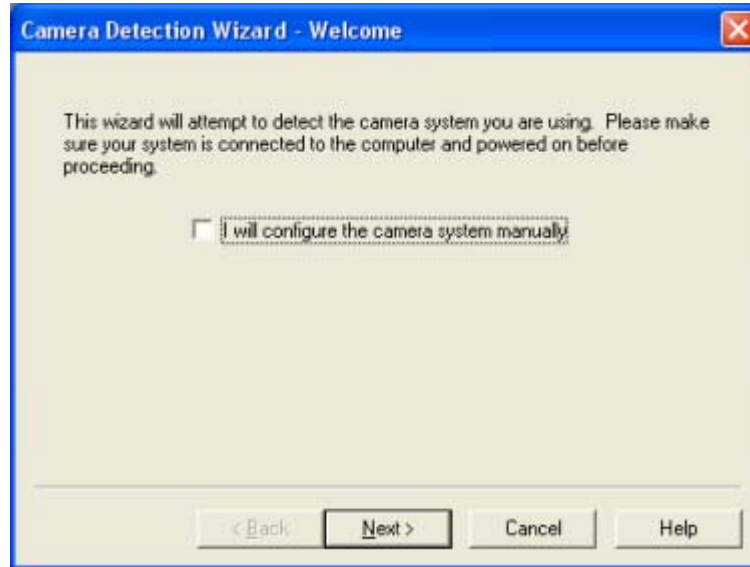 Camera Detection Wizard - Welcome
This wizard will attempt to detect the camera system you are using. Please make
sure your system is connected to the computer and powered on before
proceeding.
I will configure the camera system manually
< Back
Next >
Cancel
Help